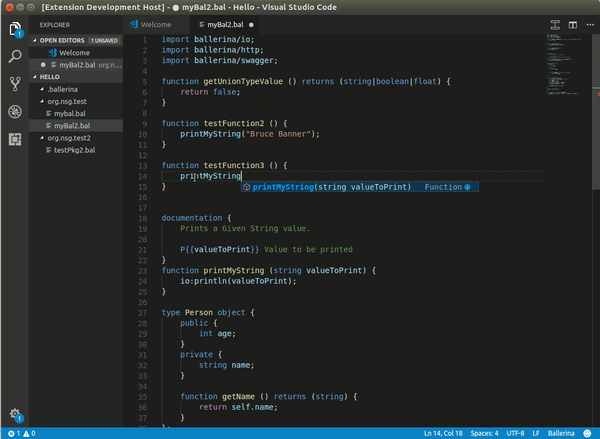 [Extension Development Host] - ● myBal2.bal - Hello - Visual Studio Code
EXPLORER
Welcome
myBal2.bal ●
OPEN EDITORS 1 UNSAVED
Welcome
myBal2.bal org.ns...
HELLO
.ballerina
org.nsg.test
mybal.bal
myBal2.bal
org.nsg.test2
testPkg2.bal
1 import ballerina/io;
2 import ballerina/http;
3 import ballerina/swagger;
4
5 function getUnionTypeValue () returns (string|boolean|float) {
6 return false;
7 }
8
9 function testFunction2 () {
10 printMyString("Bruce Banner");
11 }
12
13 function testFunction3 () {
14 printMyString
printMyString(string valueToPrint) Function
15 }
16
17
18 documentation {
19 Prints a Given String value.
20
21 P{{valueToPrint}} Value to be printed
22 }
23 function printMyString (string valueToPrint) {
24 io:println(valueToPrint);
25 }
26
27 type Person object {
28 public {
29 int age;
30 }
31 private {
32 string name;
33 }
34
35 function getName () returns (string) {
36 return self.name;
37 }
38 };
1
1
1 0
Ln 14, Col 18 Spaces: 4 UTF-8 LF Ballerina